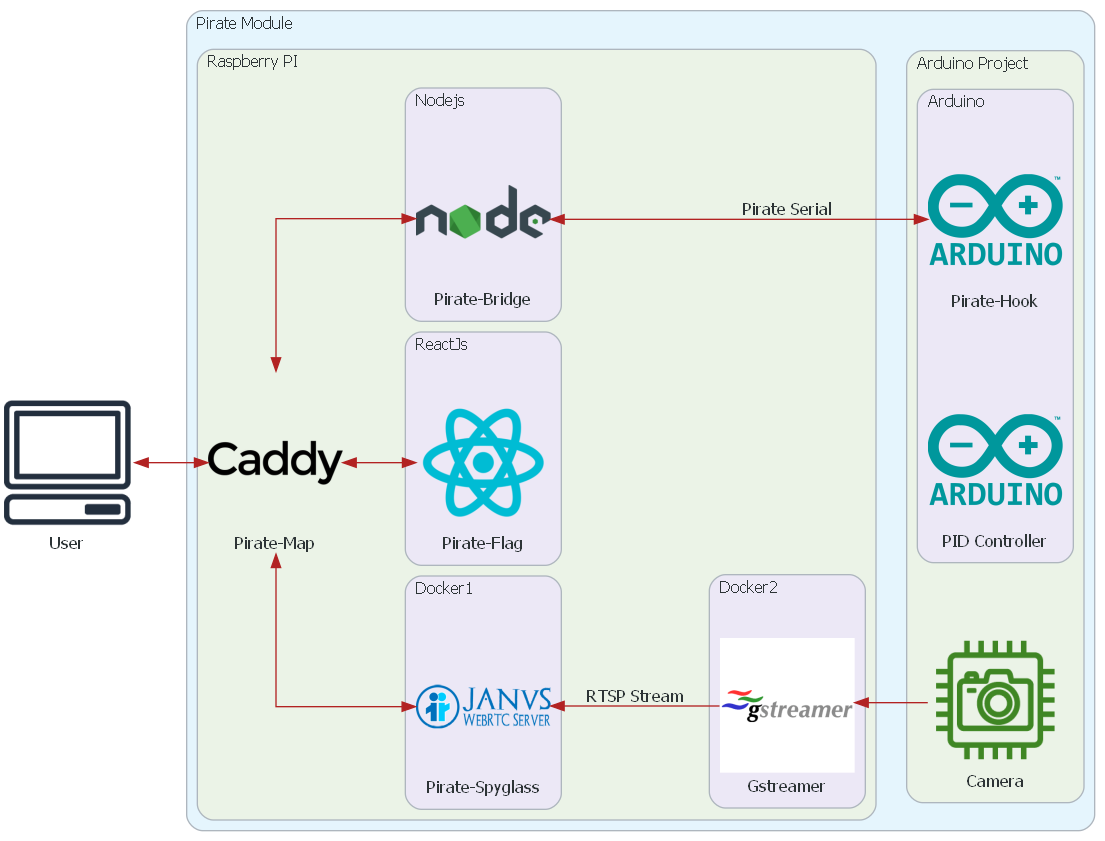 Pirate Module
Raspberry PI
Arduino Project
Nodejs
Arduino
node
Pirate Serial
™
ARDUINO
Pirate-Bridge
Pirate-Hook
ReactJs
™
Caddy
ARDUINO
User
Pirate-Map
Pirate-Flag
PID Controller
Docker1
Docker2
JANVS
WEBRTC SERVER
RTSP Stream
gstreamer
Pirate-Spyglass
Gstreamer
Camera